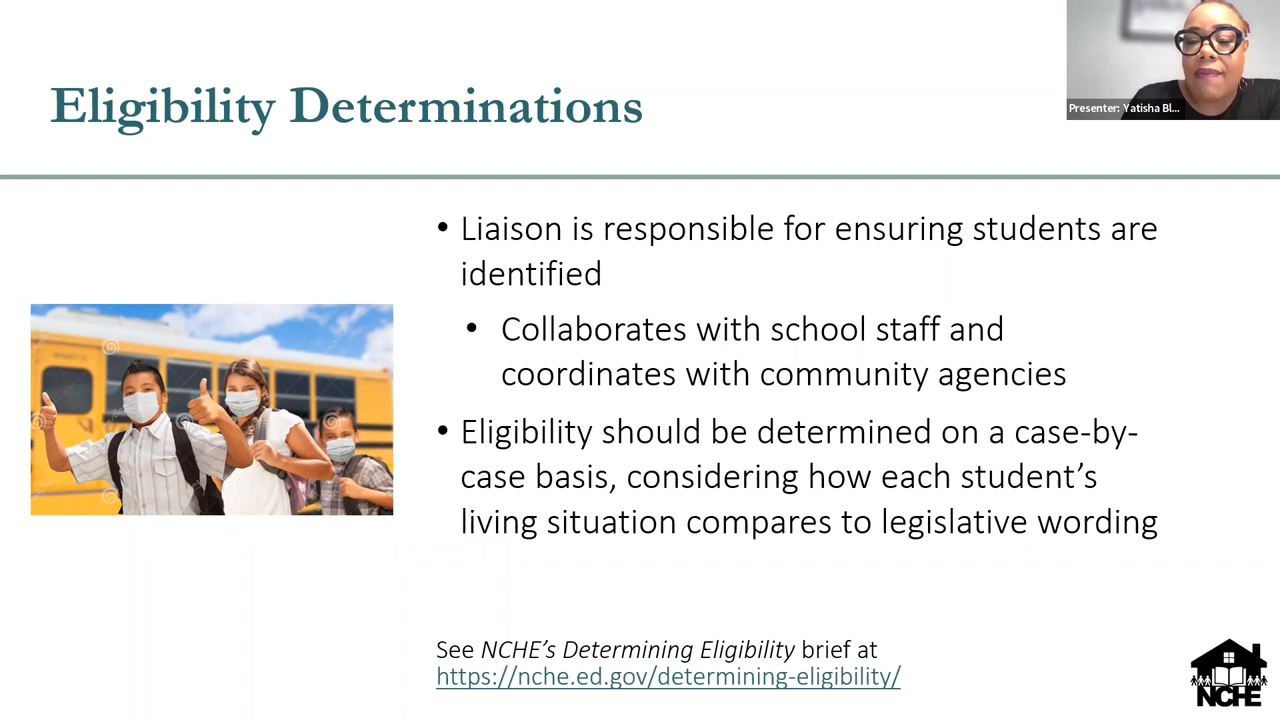 Eligibility Determinations
Presenter: Yatisha Bl...
• Liaison is responsible for ensuring students are
identified
• Collaborates with school staff and
coordinates with community agencies
• Eligibility should be determined on a case-by-
case basis, considering how each student’s
living situation compares to legislative wording
See NCHE’s Determining Eligibility brief at
https://nche.ed.gov/determining-eligibility/
NCHE